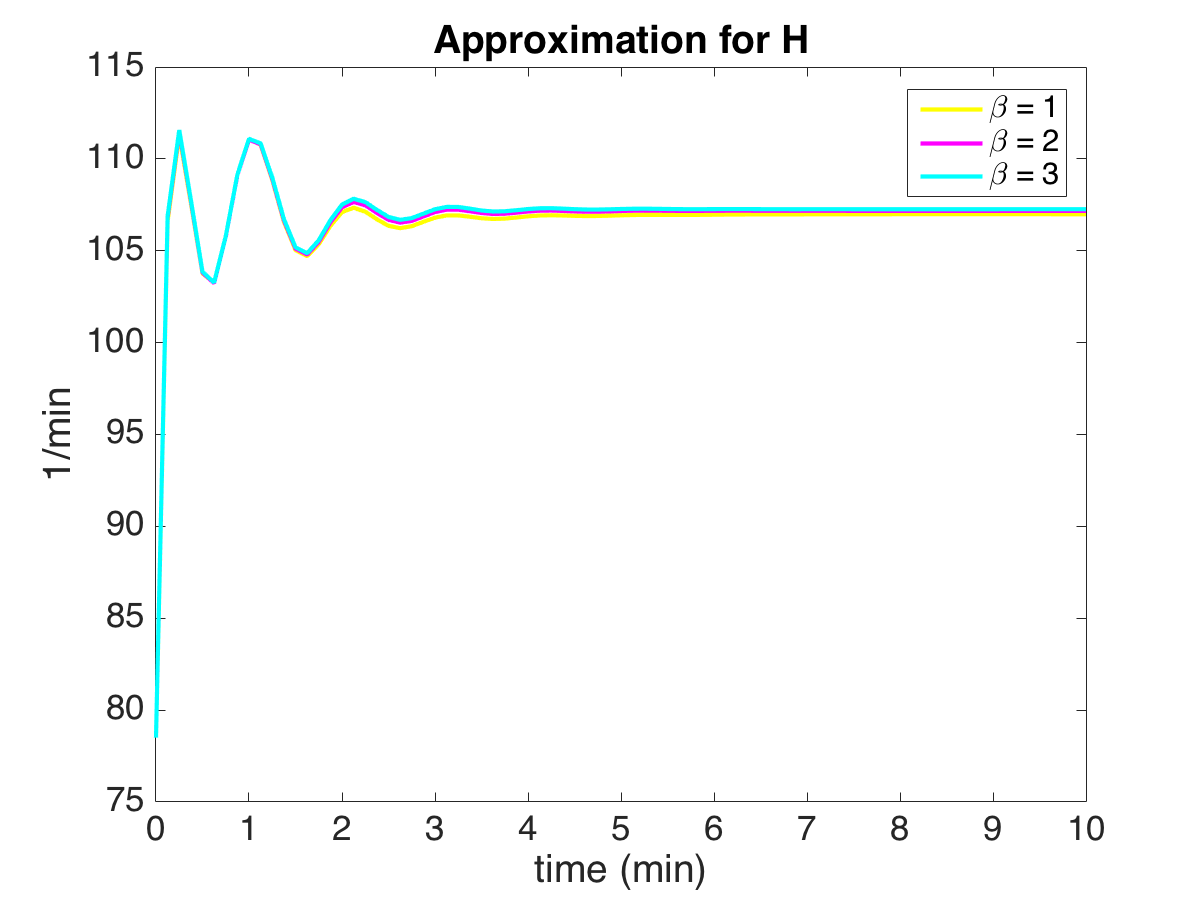 Approximation for H
115
110
105
100
95
90
85
80
75
1/min
β = 1
β = 2
β = 3
0 1 2 3 4 5 6 7 8 9 10
time (min)